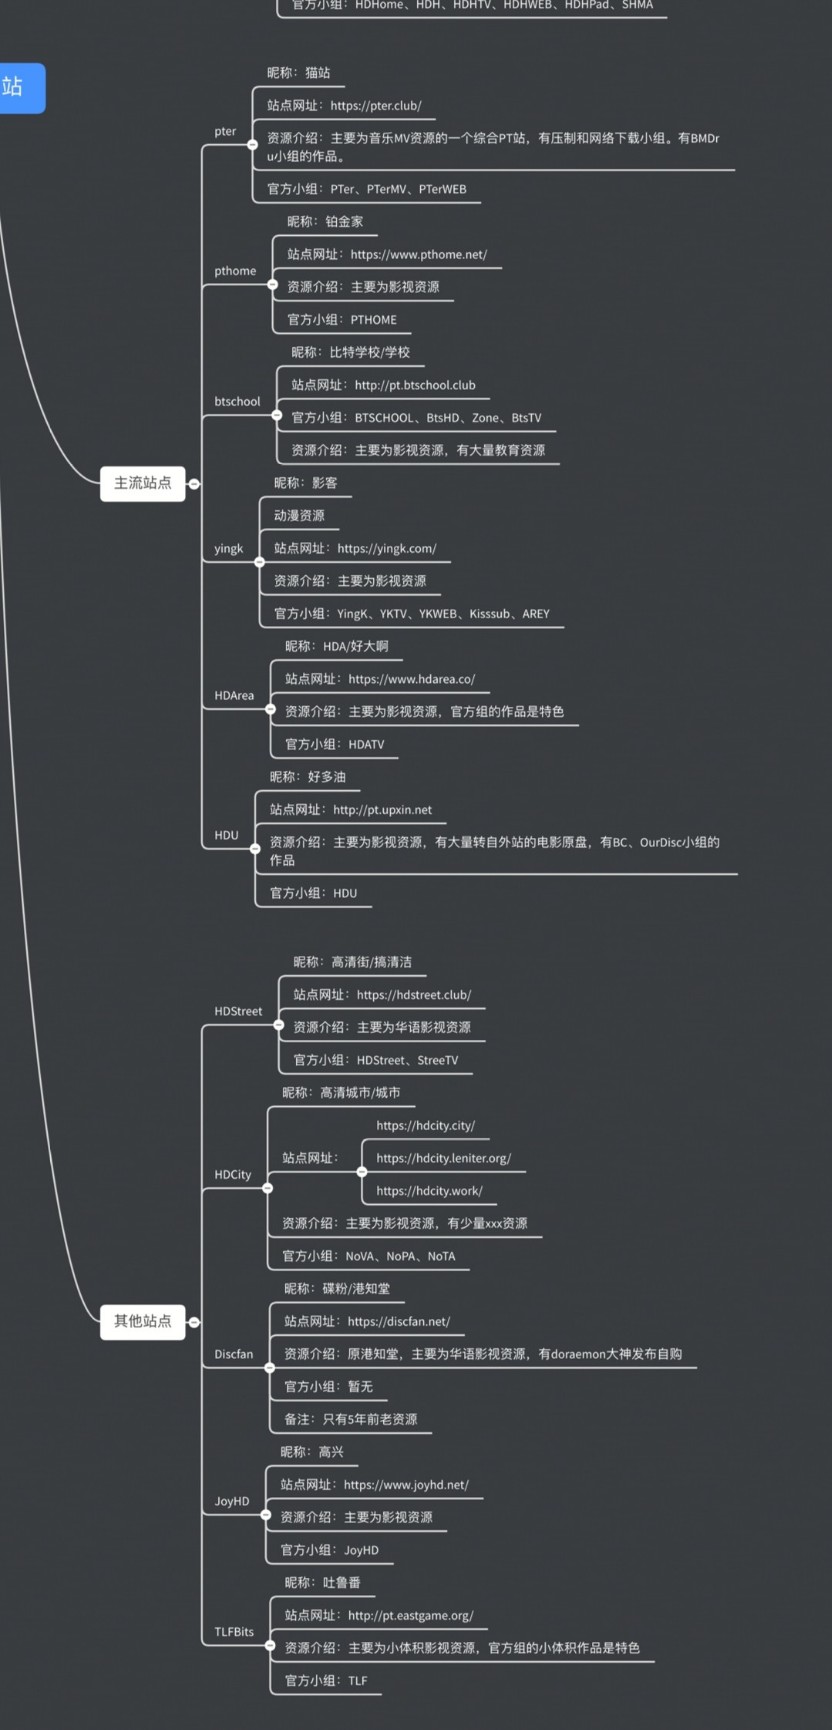 官方小组：HDHome、HDH、HDHTV、HDHWEB、HDHPad、SHMA
站
主流站点
pter
昵称：猫站
站点网址：https://pter.club/
资源介绍：主要为音乐MV资源的一个综合PT站，有压制和网络下载小组。有BMDr
u小组的作品。
官方小组：PTer、PTerMV、PTerWEB
pthome
昵称：铂金家
站点网址：https://www.pthome.net/
资源介绍：主要为影视资源
官方小组：PTHOME
btschool
昵称：比特学校/学校
站点网址：http://pt.btschool.club
官方小组：BTSCHOOL、BtsHD、Zone、BtsTV
资源介绍：主要为影视资源，有大量教育资源
yingk
昵称：影客
动漫资源
站点网址：https://yingk.com/
资源介绍：主要为影视资源
官方小组：YingK、YKTV、YKWEB、Kisssub、AREY
HDArea
昵称：HDA/好大啊
站点网址：https://www.hdarea.co/
资源介绍：主要为影视资源，官方组的作品是特色
官方小组：HDATV
HDU
昵称：好多油
站点网址：http://pt.upxin.net
资源介绍：主要为影视资源，有大量转自外站的电影原盘，有BC、OurDisc小组的
作品
官方小组：HDU
其他站点
HDStreet
昵称：高清街/搞清洁
站点网址：https://hdstreet.club/
资源介绍：主要为华语影视资源
官方小组：HDStreet、StreeTV
HDCity
昵称：高清城市/城市
站点网址：
https://hdcity.city/
https://hdcity.leniter.org/
https://hdcity.work/
资源介绍：主要为影视资源，有少量xxx资源
官方小组：NoVA、NoPA、NoTA
Discfan
昵称：碟粉/港知堂
站点网址：https://discfan.net/
资源介绍：原港知堂，主要为华语影视资源，有doraemon大神发布自购
官方小组：暂无
备注：只有5年前老资源
JoyHD
昵称：高兴
站点网址：https://www.joyhd.net/
资源介绍：主要为影视资源
官方小组：JoyHD
TLFBits
昵称：吐鲁番
站点网址：http://pt.eastgame.org/
资源介绍：主要为小体积影视资源，官方组的小体积作品是特色
官方小组：TLF